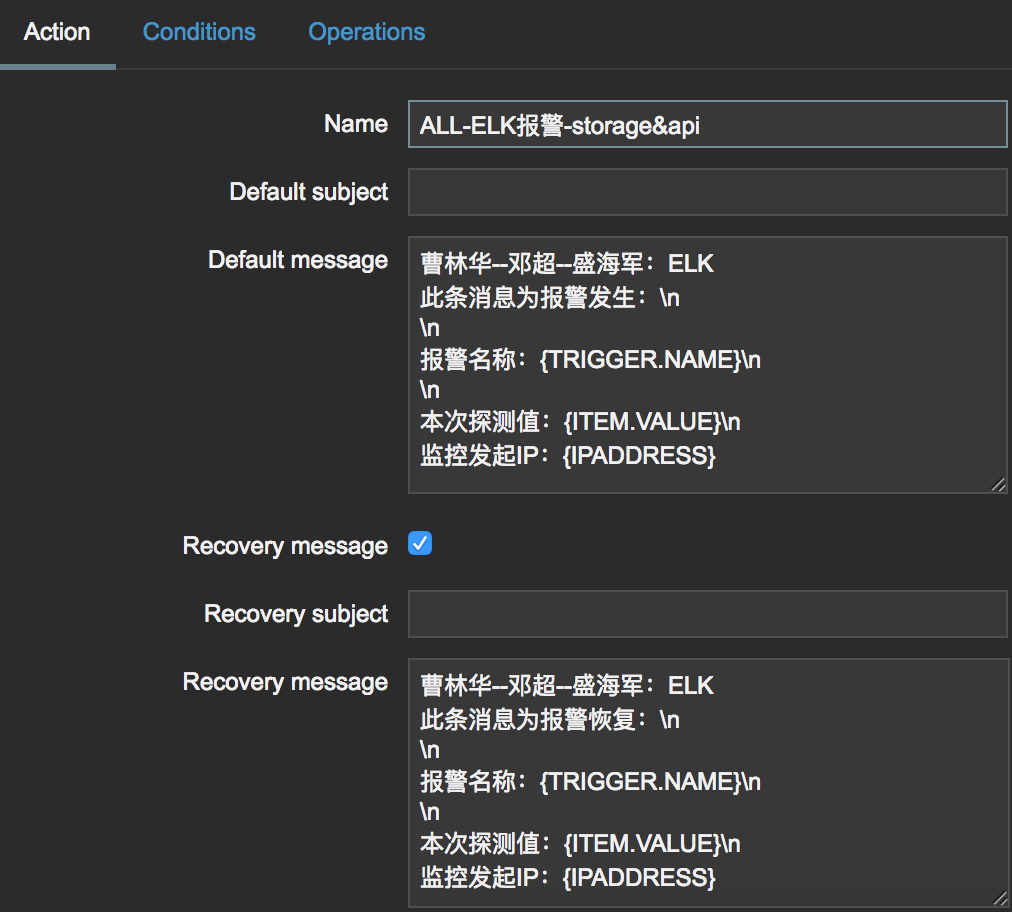 Action
Conditions
Operations
Name
ALL-ELK报警-storage&api
Default subject
Default message
曹林华--邓超--盛海军：ELK
此条消息为报警发生：\n
\n
报警名称：{TRIGGER.NAME}\n
\n
本次探测值：{ITEM.VALUE}\n
监控发起IP：{IPADDRESS}
Recovery message
Recovery subject
Recovery message
曹林华--邓超--盛海军：ELK
此条消息为报警恢复：\n
\n
报警名称：{TRIGGER.NAME}\n
\n
本次探测值：{ITEM.VALUE}\n
监控发起IP：{IPADDRESS}